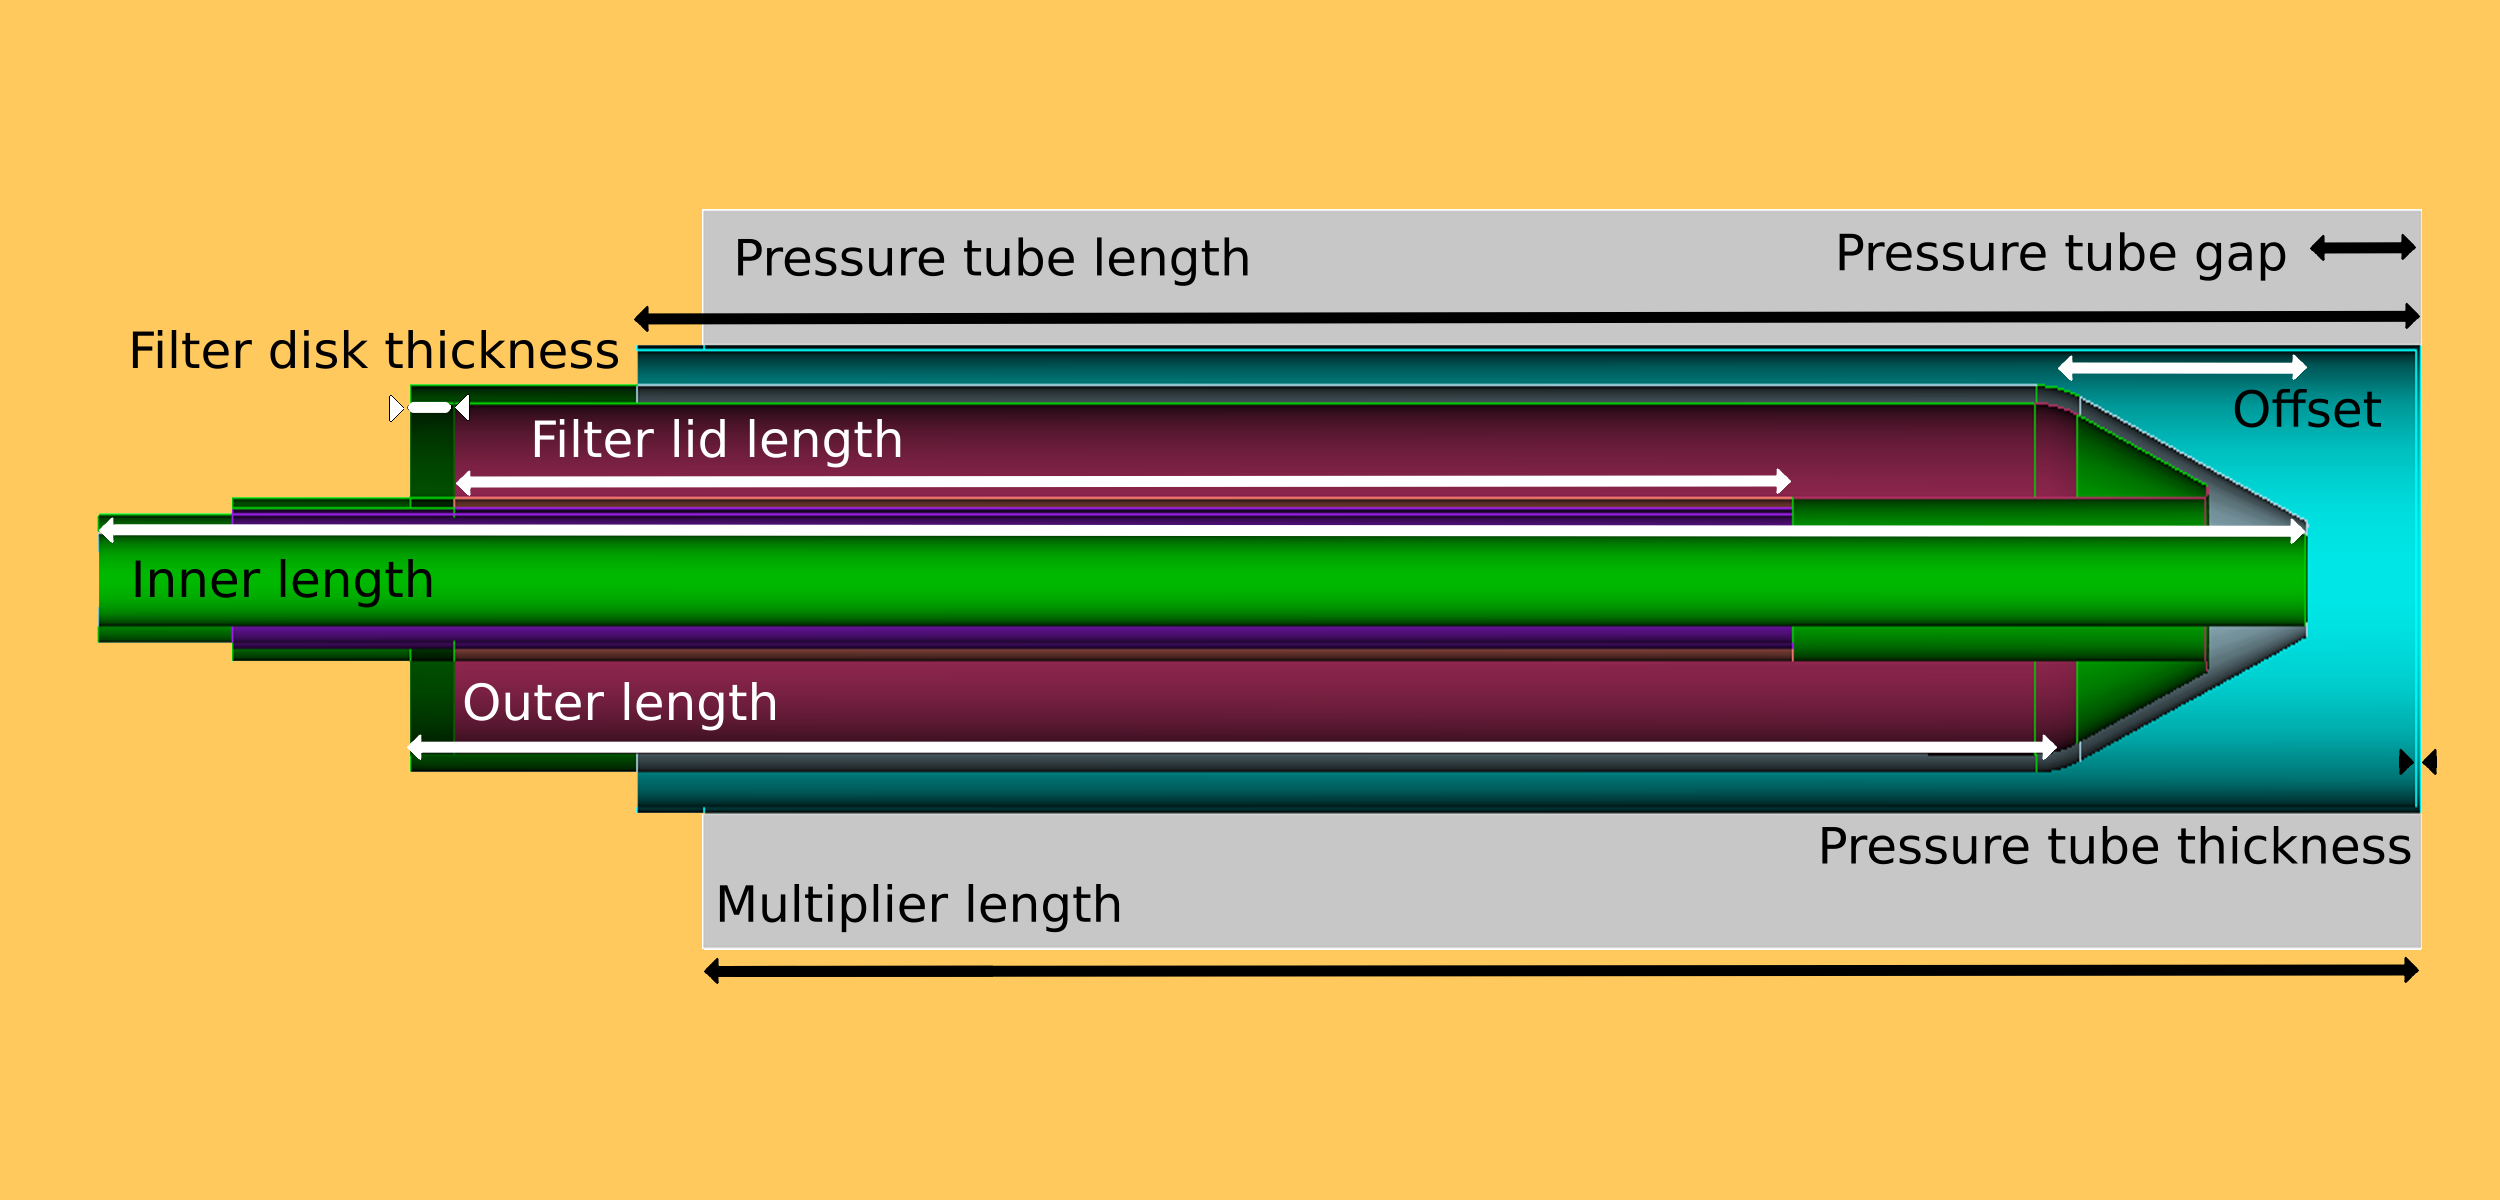 Pressure tube length
Pressure tube gap
Filter disk thickness
Offset
Filter lid length
Inner length
Outer length
Pressure tube thickness
Multiplier length